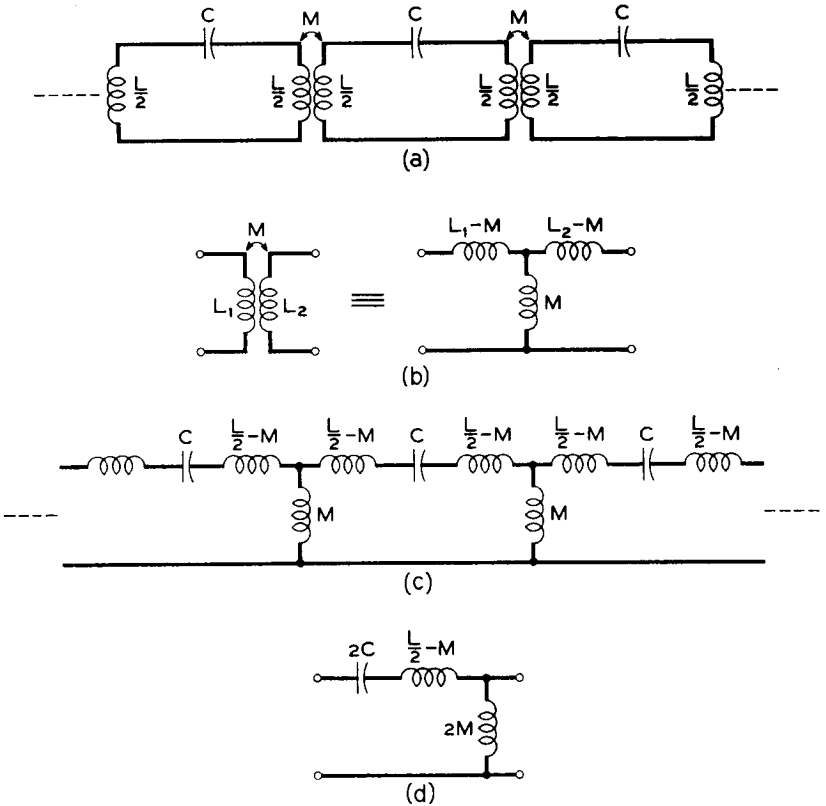 C M C M C
L/2 L/2 L/2 L/2 L/2 L/2
(a)
M
L₁ L₂
≡
L₁-M L₂-M
M
(b)
C L/2-M L/2-M C L/2-M L/2-M C L/2-M
M M
(c)
2C L/2-M
2M
(d)